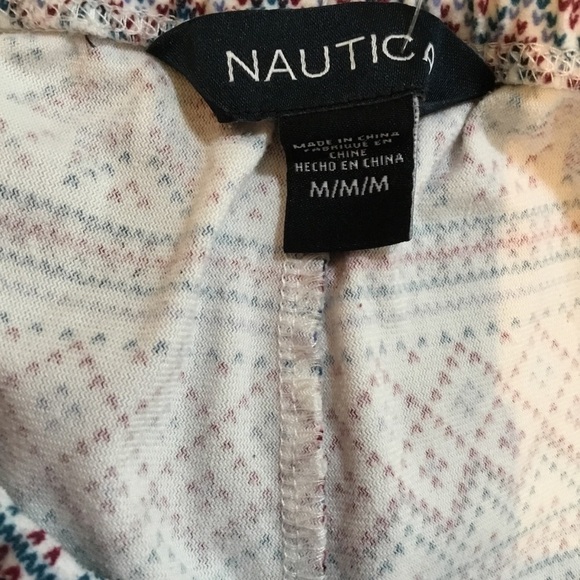 NAUTICA
MADE IN CHINA
FABRIQUE EN
CHINE
HECHO EN CHINA
M/M/M